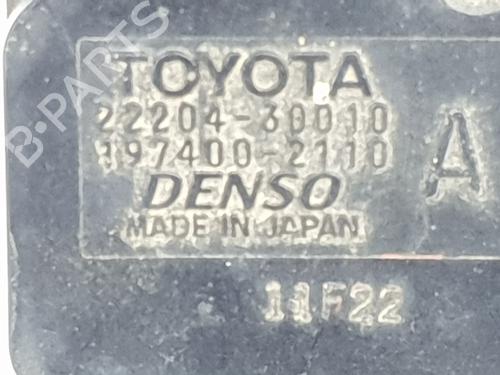 B-PARTS
TOYOTA
22204-30010
197400-2110
A
DENSO
MADE IN JAPAN
11F22